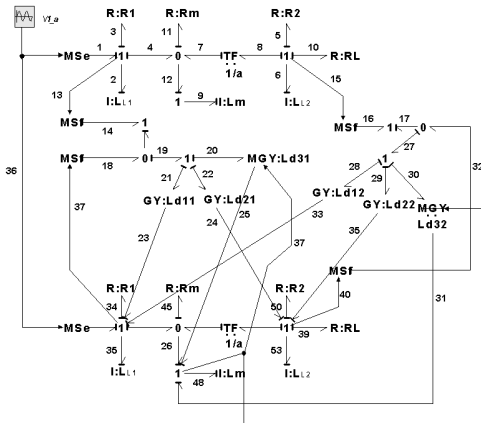 V1_a
R:R1 R:Rm R:R2
3 11 5
1 4 7 8 10
MSe 1 0 TF 1 R:RL
1/a
2 12 9 6 15
I:LL1 1 I:Lm I:LL2
13
MSf 1 MSf 16 1 17 0
14 27
MSf 0 19 1 20 MGY:Ld31 1
18 28 29 30 32
36 21 22 GY:Ld12 GY:Ld22 MGY
GY:Ld11 GY:Ld21 33 Ld32
37 23 24 25 37 35 31
MSf
R:R1 R:Rm R:R2 40
34 45 50
MSe 1 0 TF 1 39 R:RL
1/a
35 26 53
I:LL1 1 I:Lm I:LL2
48